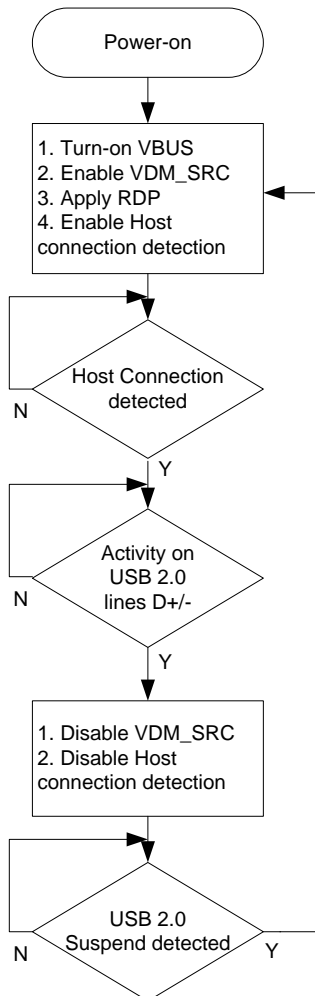 Power-on
1. Turn-on VBUS
2. Enable VDM_SRC
3. Apply RDP
4. Enable Host
connection detection
Host Connection
detected
N
Y
Activity on
USB 2.0
lines D+/-
N
Y
1. Disable VDM_SRC
2. Disable Host
connection detection
USB 2.0
Suspend detected
N
Y